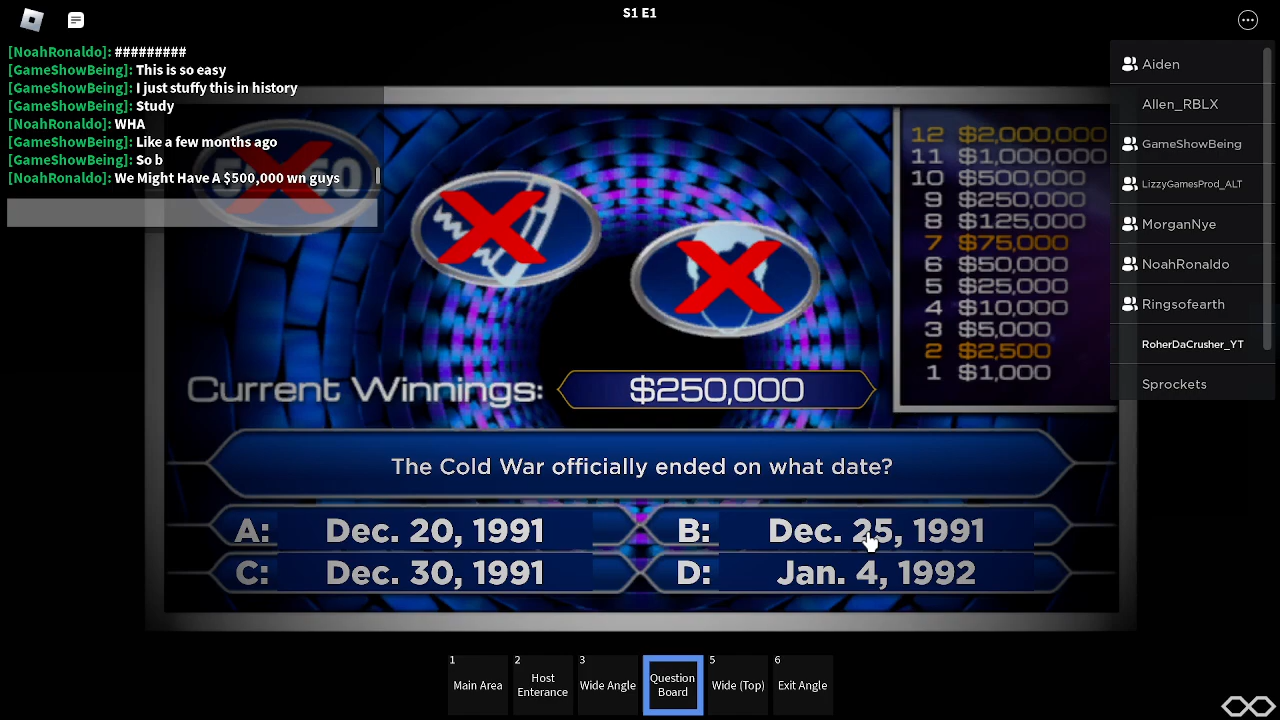 S1 E1
[NoahRonaldo]: #########
[GameShowBeing]: This is so easy
[GameShowBeing]: I just stuffy this in history
[GameShowBeing]: Study
[NoahRonaldo]: WHA
[GameShowBeing]: Like a few months ago
[GameShowBeing]: So b
[NoahRonaldo]: We Might Have A $500,000 wn guys
Aiden
Allen_RBLX
GameShowBeing
LizzyGamesYand_ALT
MorganNye
NoahRonaldo
Ringsofearth
RoherDaCrusher_YT
Sprockets
12 $2,000,000
11 $1,000,000
10 $500,000
9 $250,000
8 $125,000
7 $75,000
6 $50,000
5 $25,000
4 $10,000
3 $5,000
2 $2,500
1 $1,000
Current Winnings: $250,000
The Cold War officially ended on what date?
A: Dec. 20, 1991
B: Dec. 25, 1991
C: Dec. 30, 1991
D: Jan. 4, 1992
1 Main Area
2 Host Enterance
3 Wide Angle
Question Board
5 Wide (Top)
6 Exit Angle